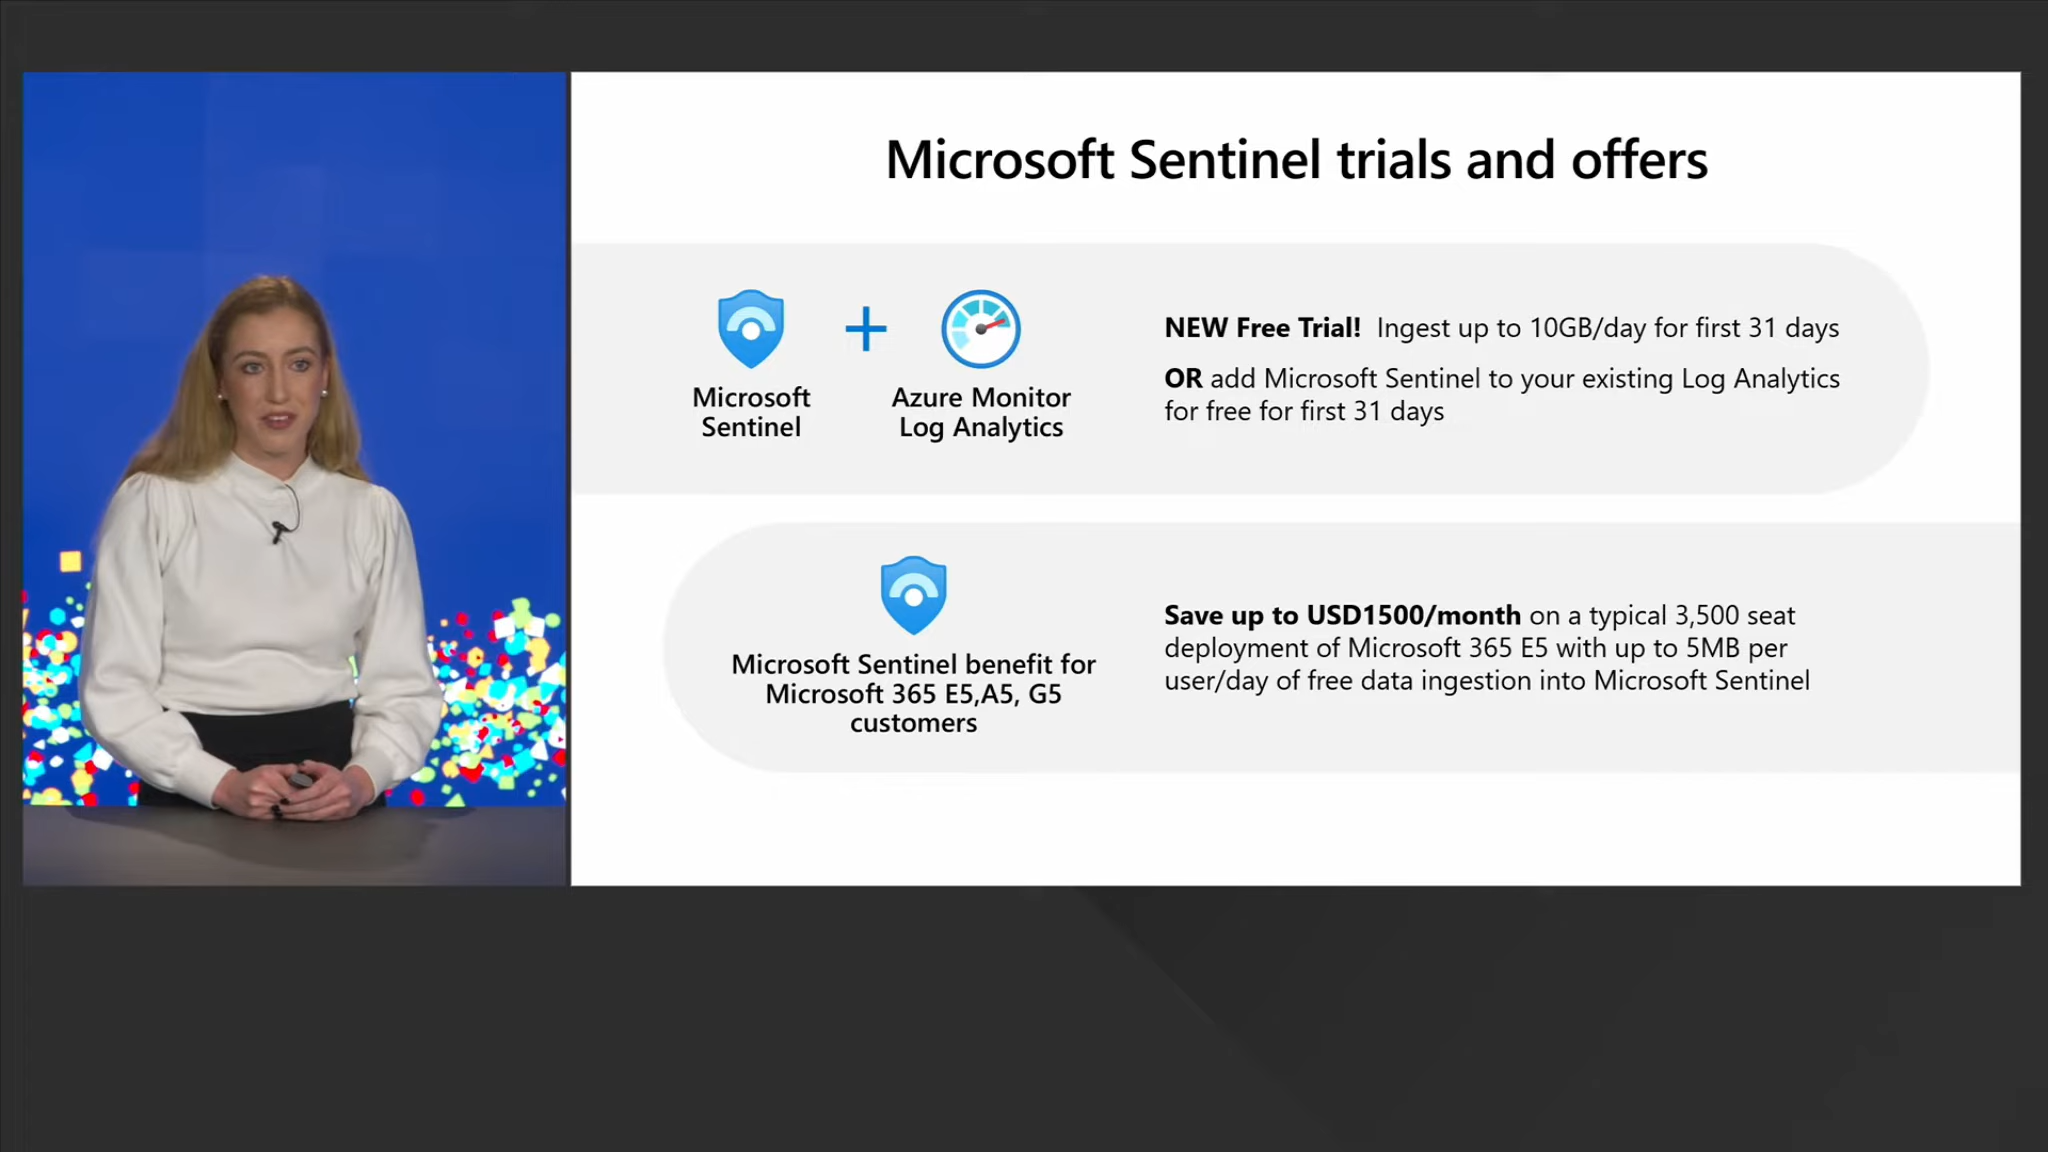 Microsoft Sentinel trials and offers
Microsoft
Sentinel
Azure Monitor
Log Analytics
NEW Free Trial! Ingest up to 10GB/day for first 31 days
OR add Microsoft Sentinel to your existing Log Analytics
for free for first 31 days
Microsoft Sentinel benefit for
Microsoft 365 E5,A5, G5
customers
Save up to USD1500/month on a typical 3,500 seat
deployment of Microsoft 365 E5 with up to 5MB per
user/day of free data ingestion into Microsoft Sentinel